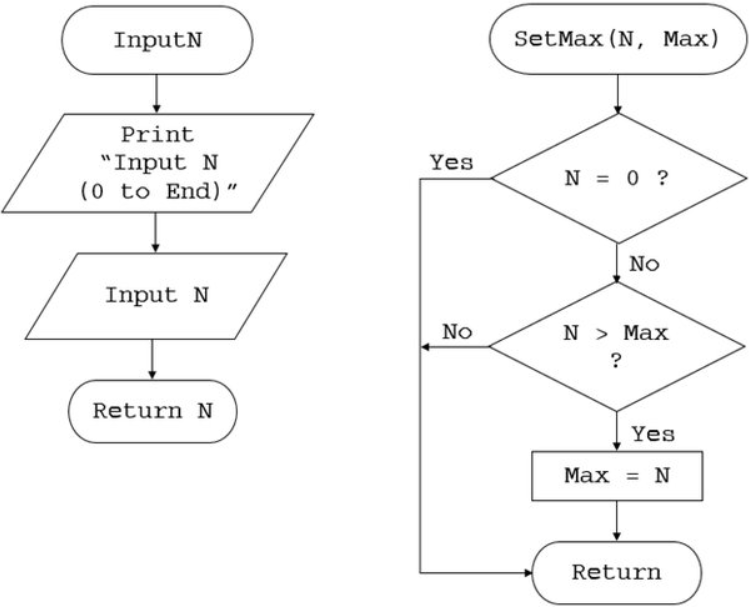 InputN
Print
“Input N
(0 to End)”
Input N
Return N
SetMax(N, Max)
N = 0 ?
Yes
No
N > Max
?
No
Yes
Max = N
Return